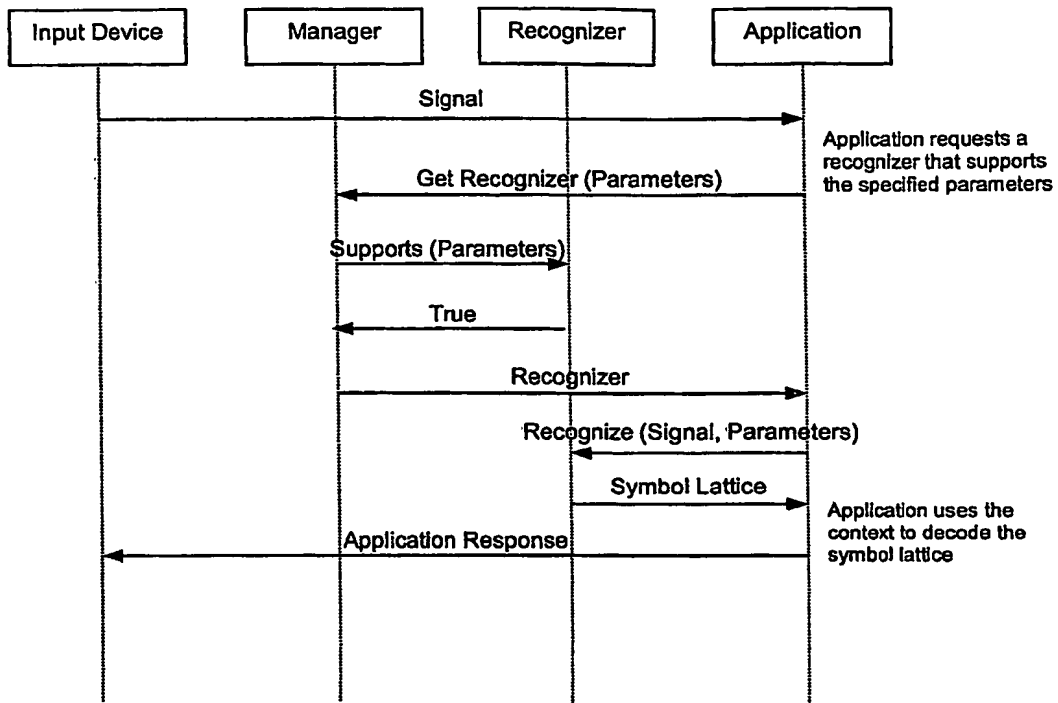 Input Device
Manager
Recognizer
Application
Signal
Application requests a
recognizer that supports
the specified parameters
Get Recognizer (Parameters)
Supports (Parameters)
True
Recognizer
Recognize (Signal, Parameters)
Symbol Lattice
Application uses the
context to decode the
symbol lattice
Application Response